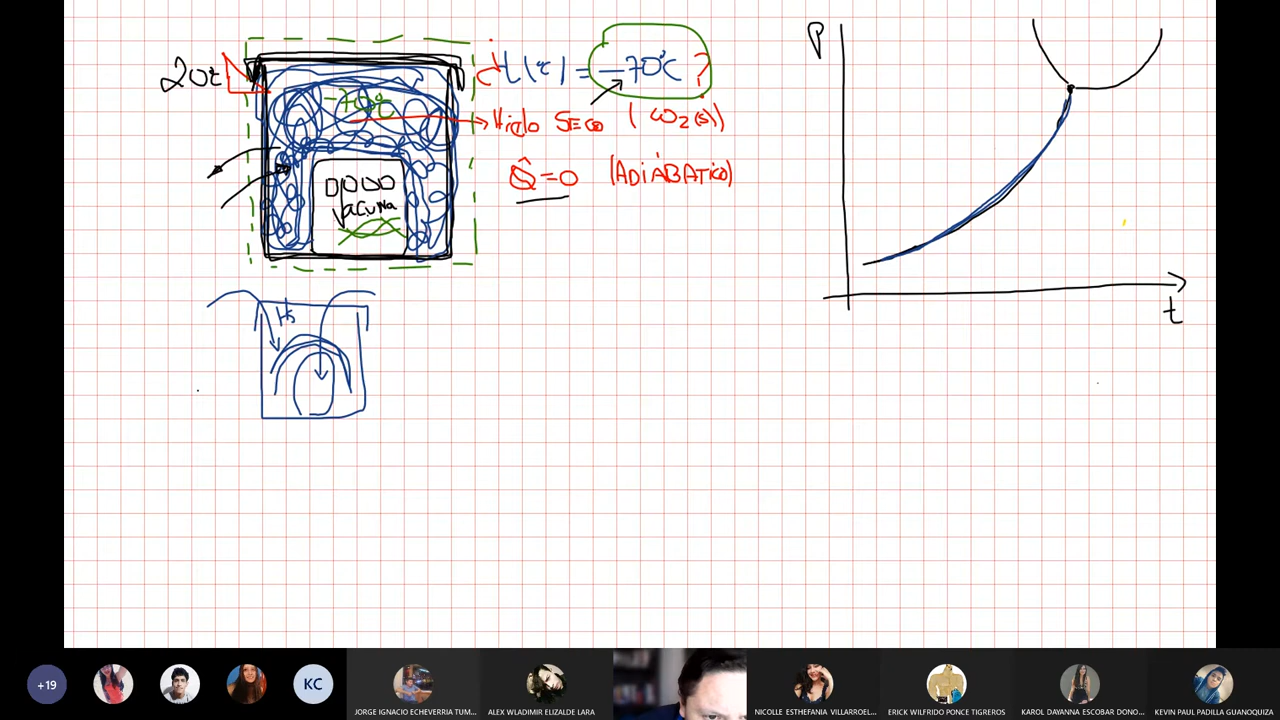 20t
-70°c
¿ t(°c) = -70°C ?
Hielo SECO (CO2(s))
Q̂=0 (ADiABATico)
VacuNa
Hs
P
t
+19
KC
JORGE IGNACIO ECHEVERRIA TUM...
ALEX WLADIMIR ELIZALDE LARA
NICOLLE ESTHEFANIA VILLARROEL...
ERICK WILFRIDO PONCE TIGREROS
KAROL DAYANNA ESCOBAR DONO...
KEVIN PAUL PADILLA GUANOQUIZA